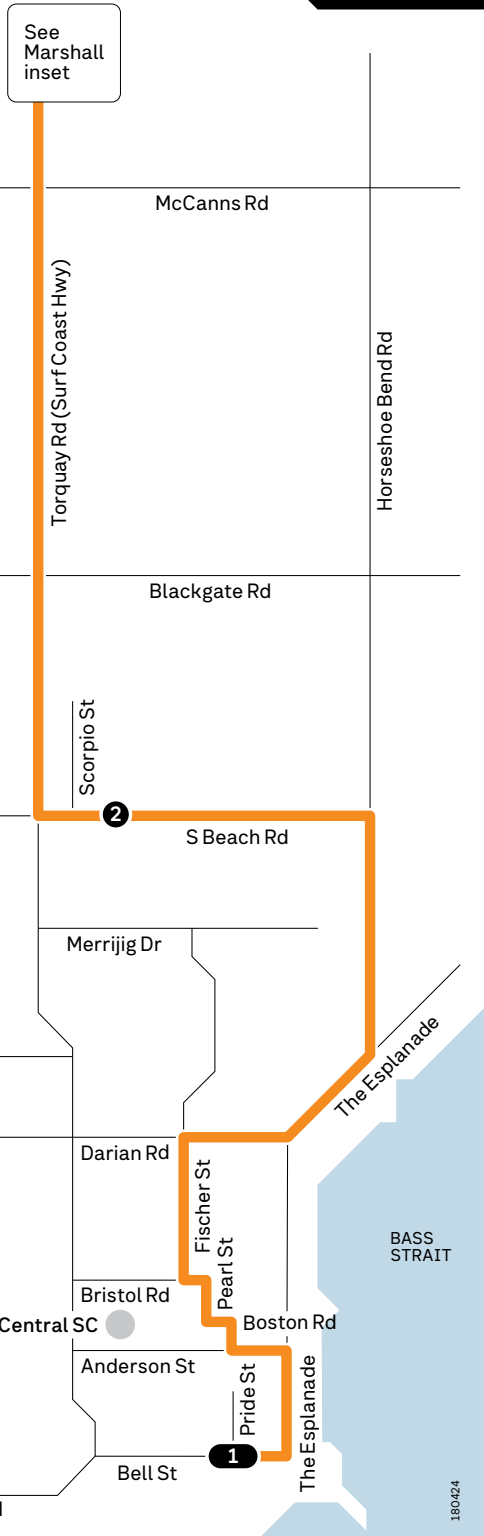 See
Marshall
inset
McCanns Rd
Torquay Rd (Surf Coast Hwy)
Horseshoe Bend Rd
Blackgate Rd
Scorpio St
2
S Beach Rd
Merrijig Dr
The Esplanade
Darian Rd
Fischer St
BASS
STRAIT
Pearl St
Bristol Rd
Central SC
Boston Rd
Anderson St
Pride St
The Esplanade
1
Bell St
180424